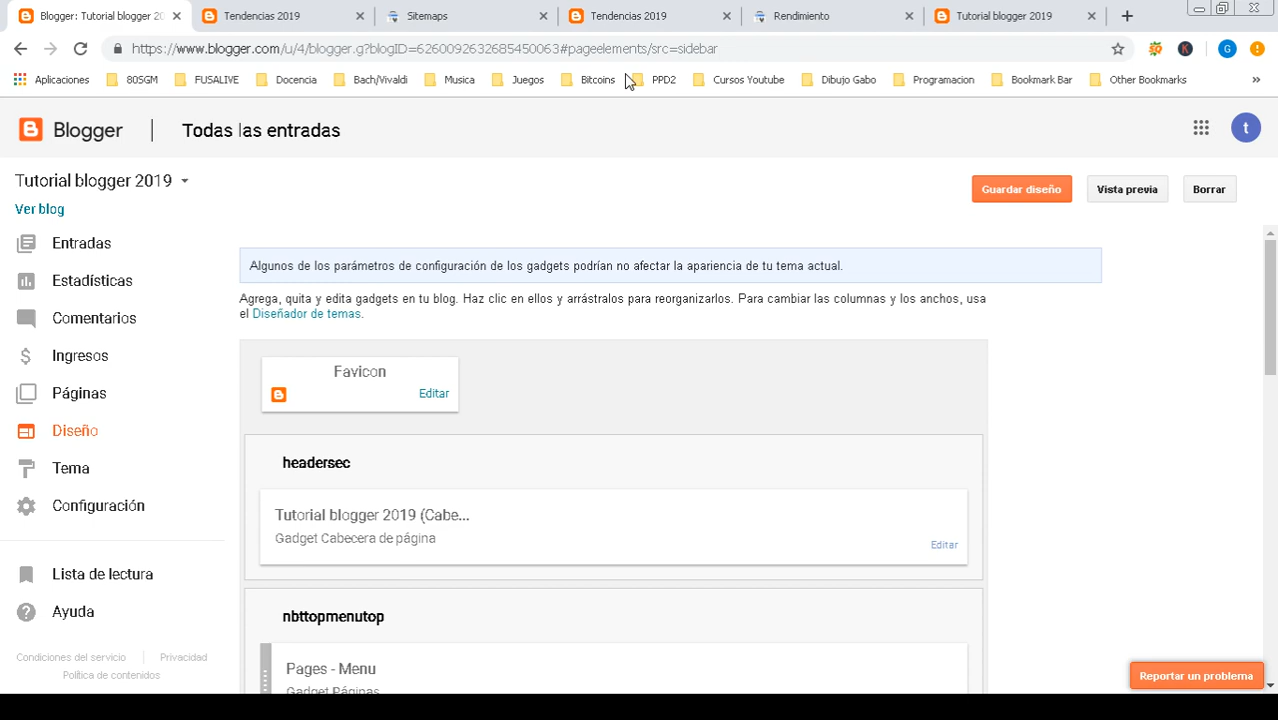 Blogger: Tutorial blogger 20
Tendencias 2019
Sitemaps
Tendencias 2019
Rendimiento
Tutorial blogger 2019
https://www.blogger.com/u/4/blogger.g?blogID=6260092632685450063#pageelements/src=sidebar
Aplicaciones 80SGM FUSALIVE Docencia Bach/Vivaldi Musica Juegos Bitcoins PPD2 Cursos Youtube Dibujo Gabo Programacion Bookmark Bar Other Bookmarks
Blogger Todas las entradas
t
Tutorial blogger 2019
Guardar diseño Vista previa Borrar
Ver blog
Entradas
Estadísticas
Comentarios
Ingresos
Páginas
Diseño
Tema
Configuración
Lista de lectura
Ayuda
Condiciones del servicio Privacidad
Política de contenidos
Algunos de los parámetros de configuración de los gadgets podrían no afectar la apariencia de tu tema actual.
Agrega, quita y edita gadgets en tu blog. Haz clic en ellos y arrástralos para reorganizarlos. Para cambiar las columnas y los anchos, usa
el Diseñador de temas.
Favicon
Editar
headersec
Tutorial blogger 2019 (Cabe...
Gadget Cabecera de página
Editar
nbttopmenutop
Pages - Menu
Gadget Páginas
Reportar un problema